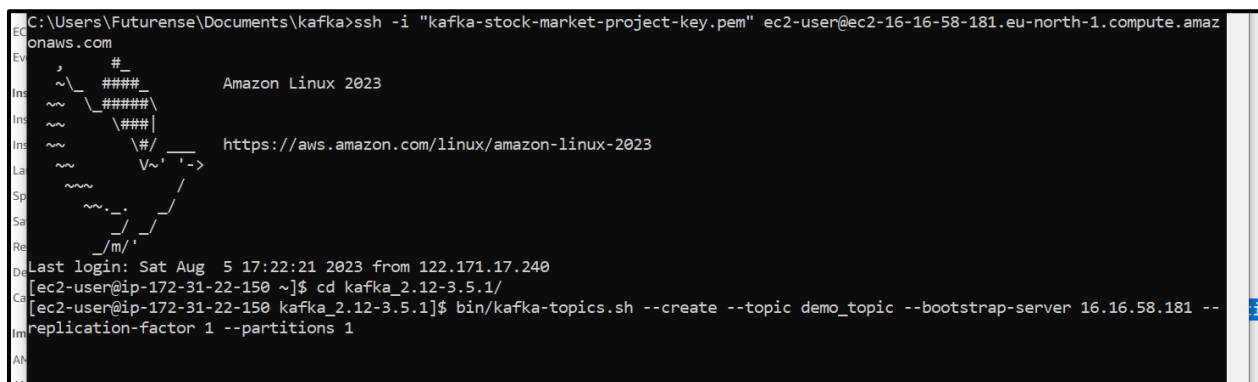 C:\Users\Futurense\Documents\kafka>ssh -i "kafka-stock-market-project-key.pem" ec2-user@ec2-16-16-58-181.eu-north-1.compute.amaz
onaws.com
   ,     #_
   ~\_  ####_        Amazon Linux 2023
  ~~  \_#####\
  ~~     \###|
  ~~       \#/ ___   https://aws.amazon.com/linux/amazon-linux-2023
   ~~       V~' '->
    ~~~         /
      ~~._.   _/
         _/ _/
       _/m/'
Last login: Sat Aug  5 17:22:21 2023 from 122.171.17.240
[ec2-user@ip-172-31-22-150 ~]$ cd kafka_2.12-3.5.1/
[ec2-user@ip-172-31-22-150 kafka_2.12-3.5.1]$ bin/kafka-topics.sh --create --topic demo_topic --bootstrap-server 16.16.58.181 --
replication-factor 1 --partitions 1